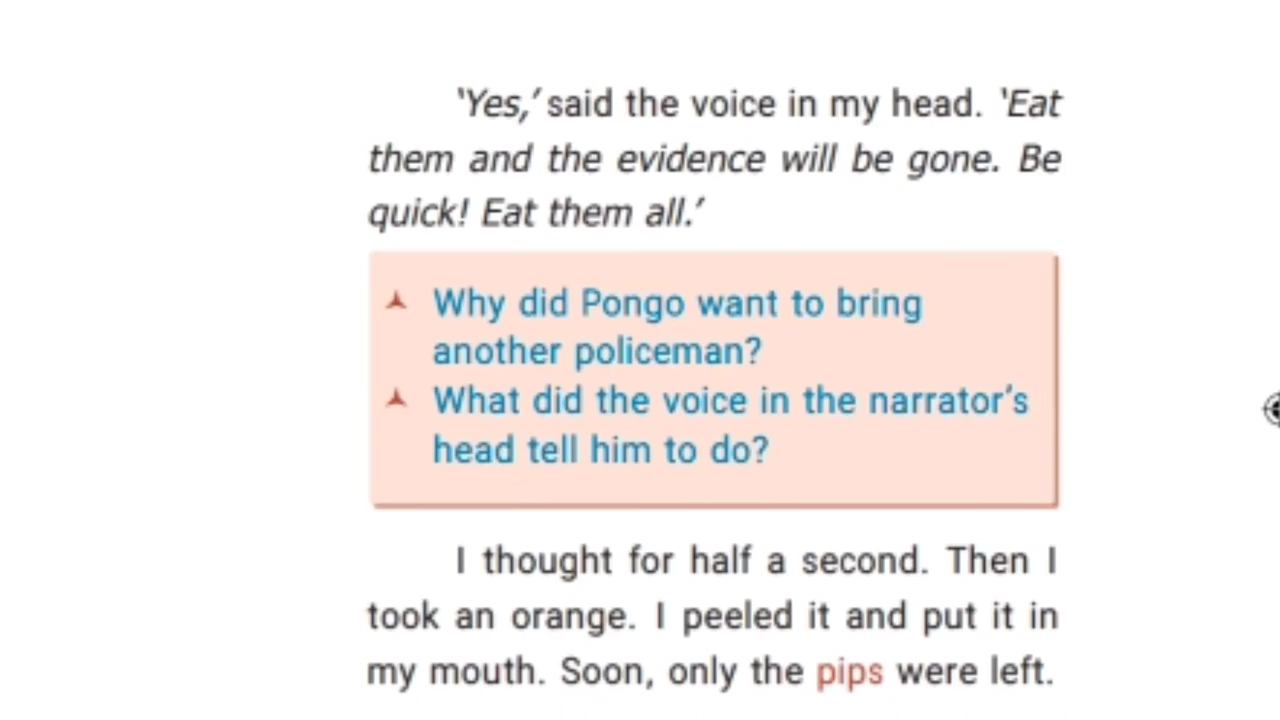 ‘Yes,’ said the voice in my head. ‘Eat
them and the evidence will be gone. Be
quick! Eat them all.’
Why did Pongo want to bring
another policeman?
What did the voice in the narrator’s
head tell him to do?
I thought for half a second. Then I
took an orange. I peeled it and put it in
my mouth. Soon, only the pips were left.